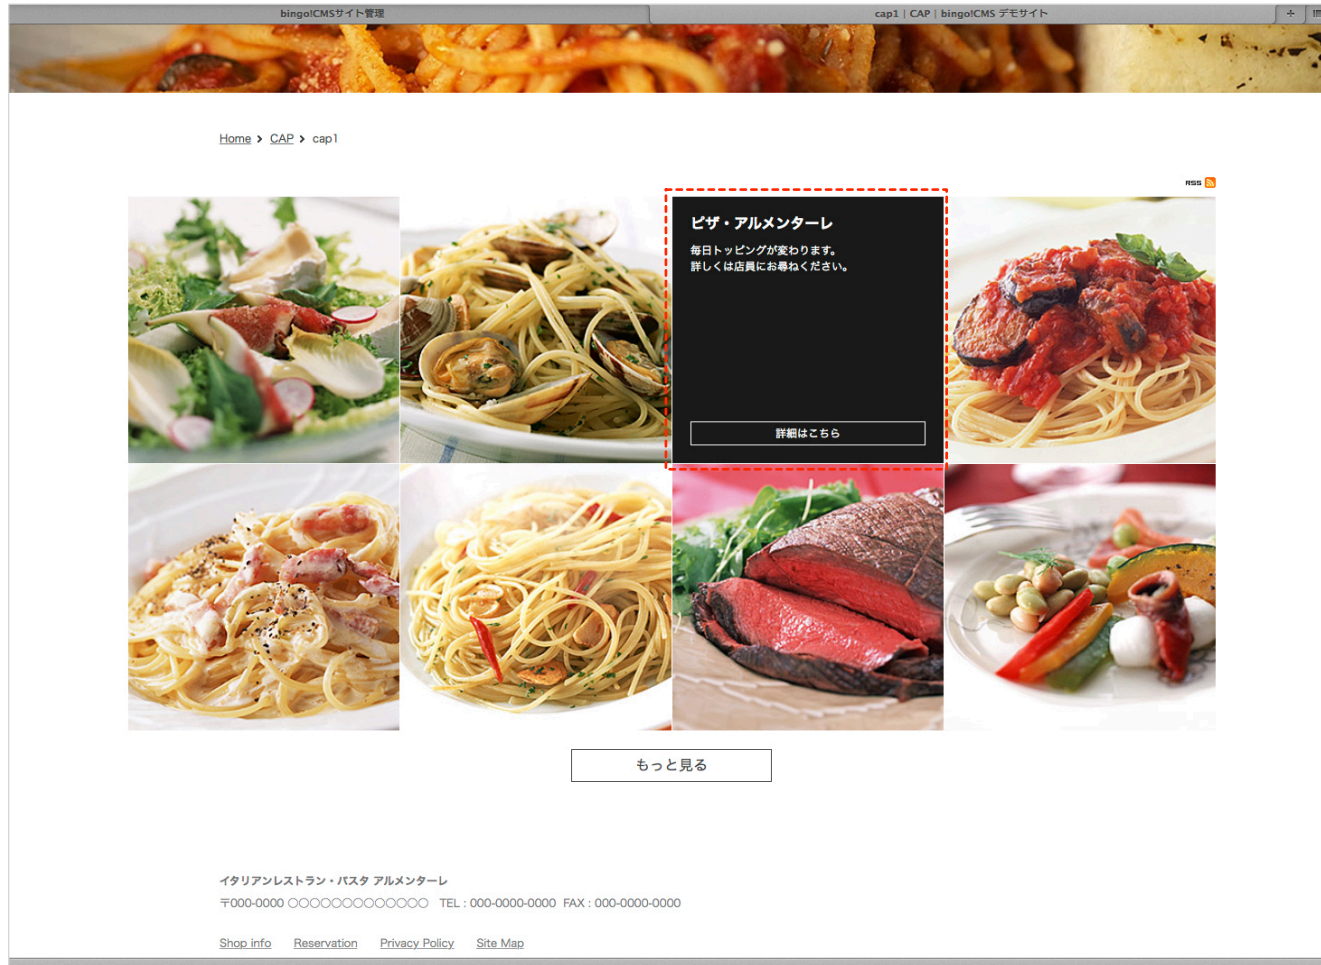 bingo!CMSサイト管理
cap1 | CAP | bingo!CMS デモサイト
Home > CAP > cap1
RSS
ピザ・アルメンターレ
毎日トッピングが変わります。
詳しくは店員にお尋ねください。
詳細はこちら
もっと見る
イタリアンレストラン・パスタ アルメンターレ
〒000-0000 〇〇〇〇〇〇〇〇〇〇〇〇〇 TEL : 000-0000-0000 FAX : 000-0000-0000
Shop info Reservation Privacy Policy Site Map